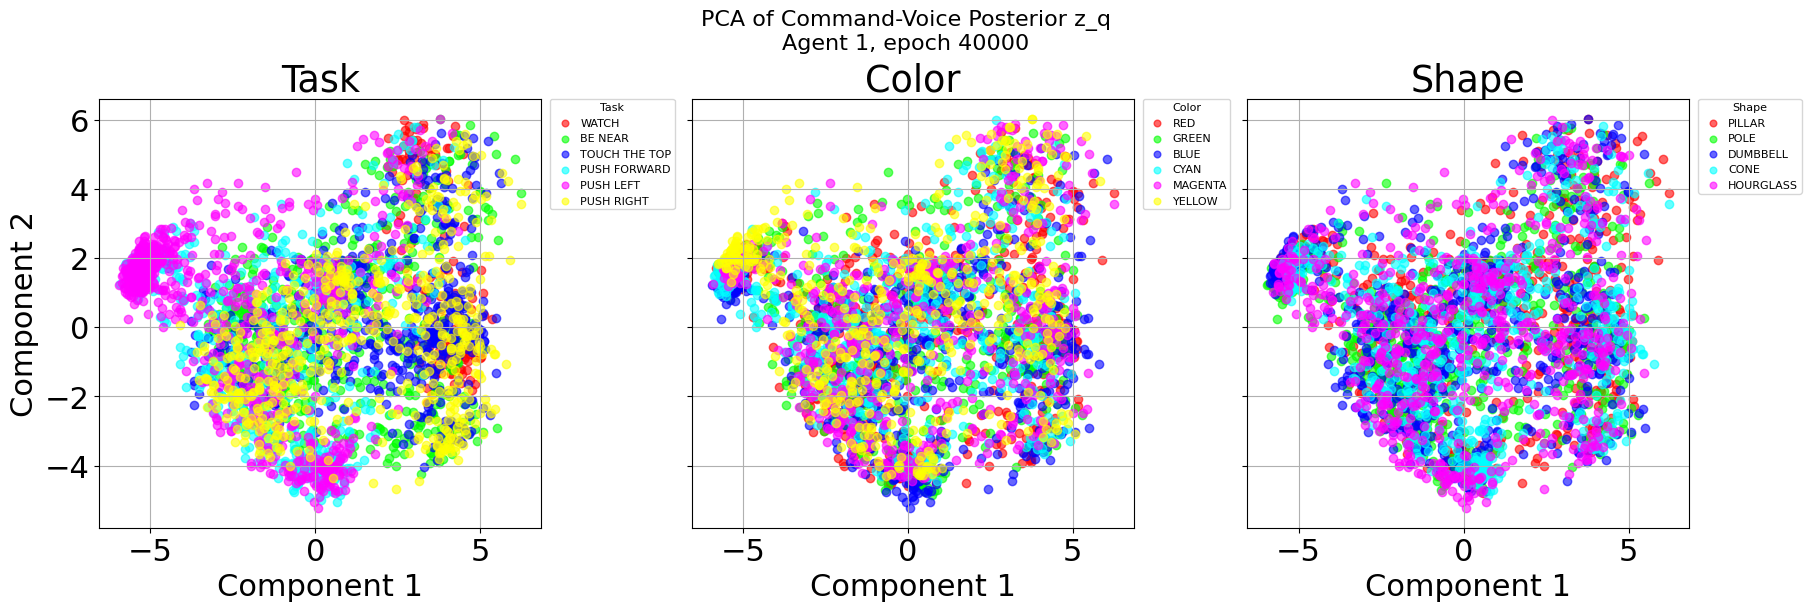 PCA of Command-Voice Posterior z_q
Agent 1, epoch 40000
Task
Color
Shape
Task
WATCH
BE NEAR
TOUCH THE TOP
PUSH FORWARD
PUSH LEFT
PUSH RIGHT
Color
RED
GREEN
BLUE
CYAN
MAGENTA
YELLOW
Shape
PILLAR
POLE
DUMBBELL
CONE
HOURGLASS
Component 2
6
4
2
0
−2
−4
−5 0 5
−5 0 5
−5 0 5
Component 1
Component 1
Component 1